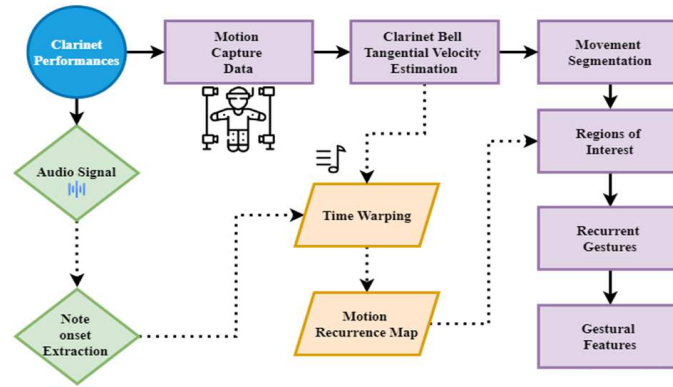 Clarinet
Performances
Motion
Capture
Data
Clarinet Bell
Tangential Velocity
Estimation
Movement
Segmentation
Audio Signal
Regions of
Interest
Time Warping
Recurrent
Gestures
Note
onset
Extraction
Motion
Recurrence Map
Gestural
Features